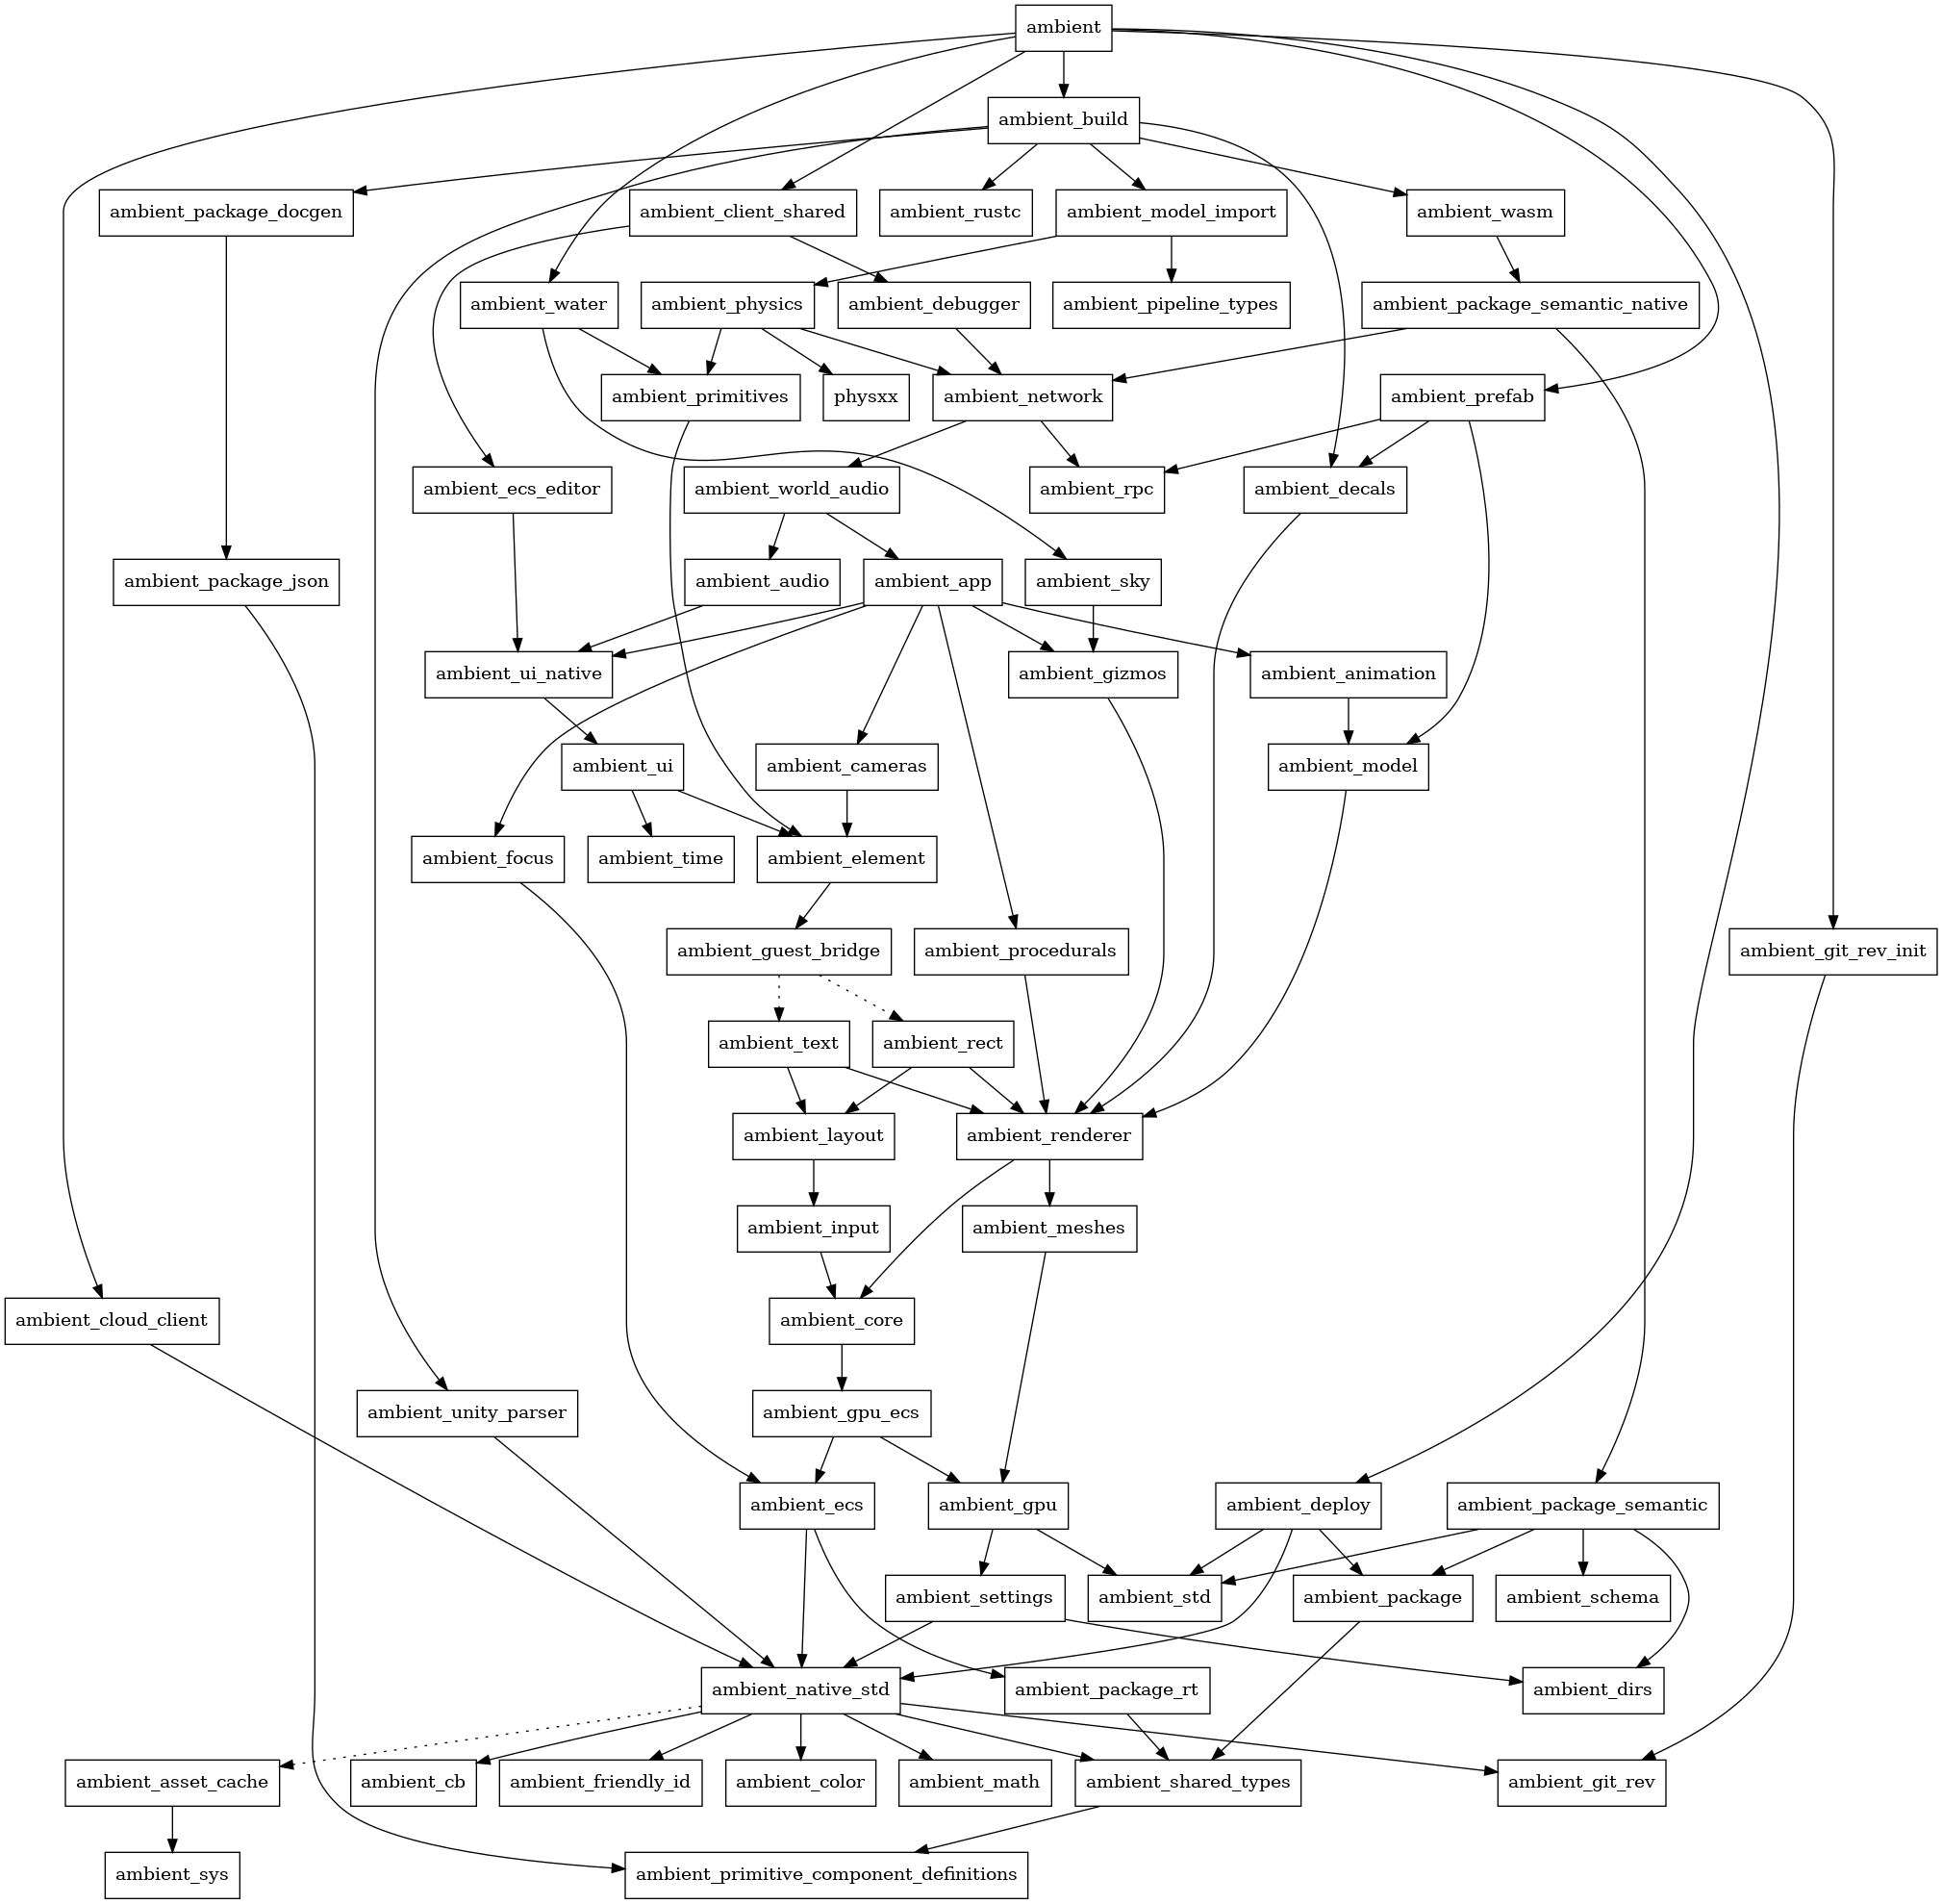 ambient
ambient_build
ambient_package_docgen
ambient_client_shared
ambient_rustc
ambient_model_import
ambient_wasm
ambient_water
ambient_physics
ambient_debugger
ambient_pipeline_types
ambient_package_semantic_native
ambient_primitives
physxx
ambient_network
ambient_prefab
ambient_ecs_editor
ambient_world_audio
ambient_rpc
ambient_decals
ambient_package_json
ambient_audio
ambient_app
ambient_sky
ambient_ui_native
ambient_gizmos
ambient_animation
ambient_ui
ambient_cameras
ambient_model
ambient_focus
ambient_time
ambient_element
ambient_guest_bridge
ambient_procedurals
ambient_git_rev_init
ambient_text
ambient_rect
ambient_layout
ambient_renderer
ambient_input
ambient_meshes
ambient_cloud_client
ambient_core
ambient_unity_parser
ambient_gpu_ecs
ambient_ecs
ambient_gpu
ambient_deploy
ambient_package_semantic
ambient_settings
ambient_std
ambient_package
ambient_schema
ambient_native_std
ambient_package_rt
ambient_dirs
ambient_asset_cache
ambient_cb
ambient_friendly_id
ambient_color
ambient_math
ambient_shared_types
ambient_git_rev
ambient_sys
ambient_primitive_component_definitions